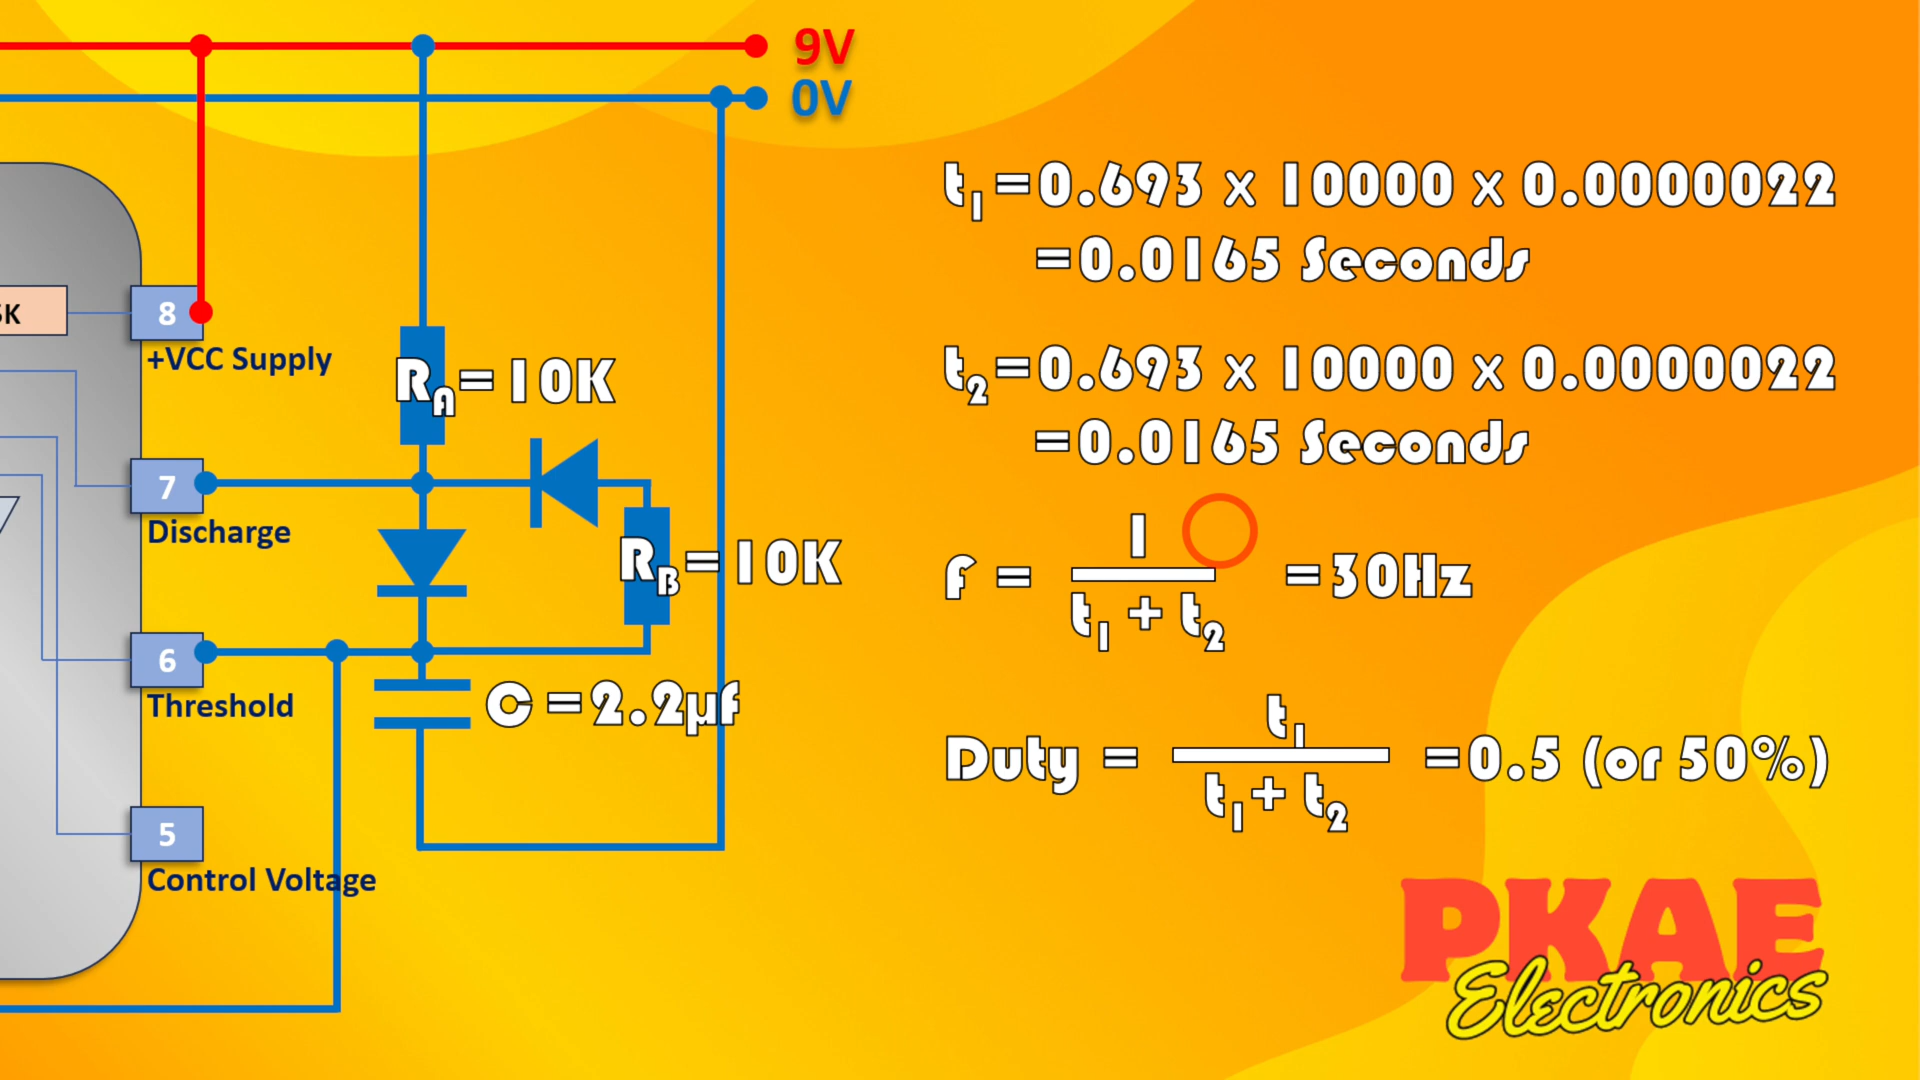 9V
0V
8
+VCC Supply
7
Discharge
6
Threshold
5
Control Voltage
RA=10K
RB=10K
C=2.2µf
t1=0.693 x 10000 x 0.0000022
=0.0165 Seconds
t2=0.693 x 10000 x 0.0000022
=0.0165 Seconds
f = 1 / t1 + t2 =30Hz
Duty = t1 / t1 + t2 =0.5 (or 50%)
PKAE
Electronics